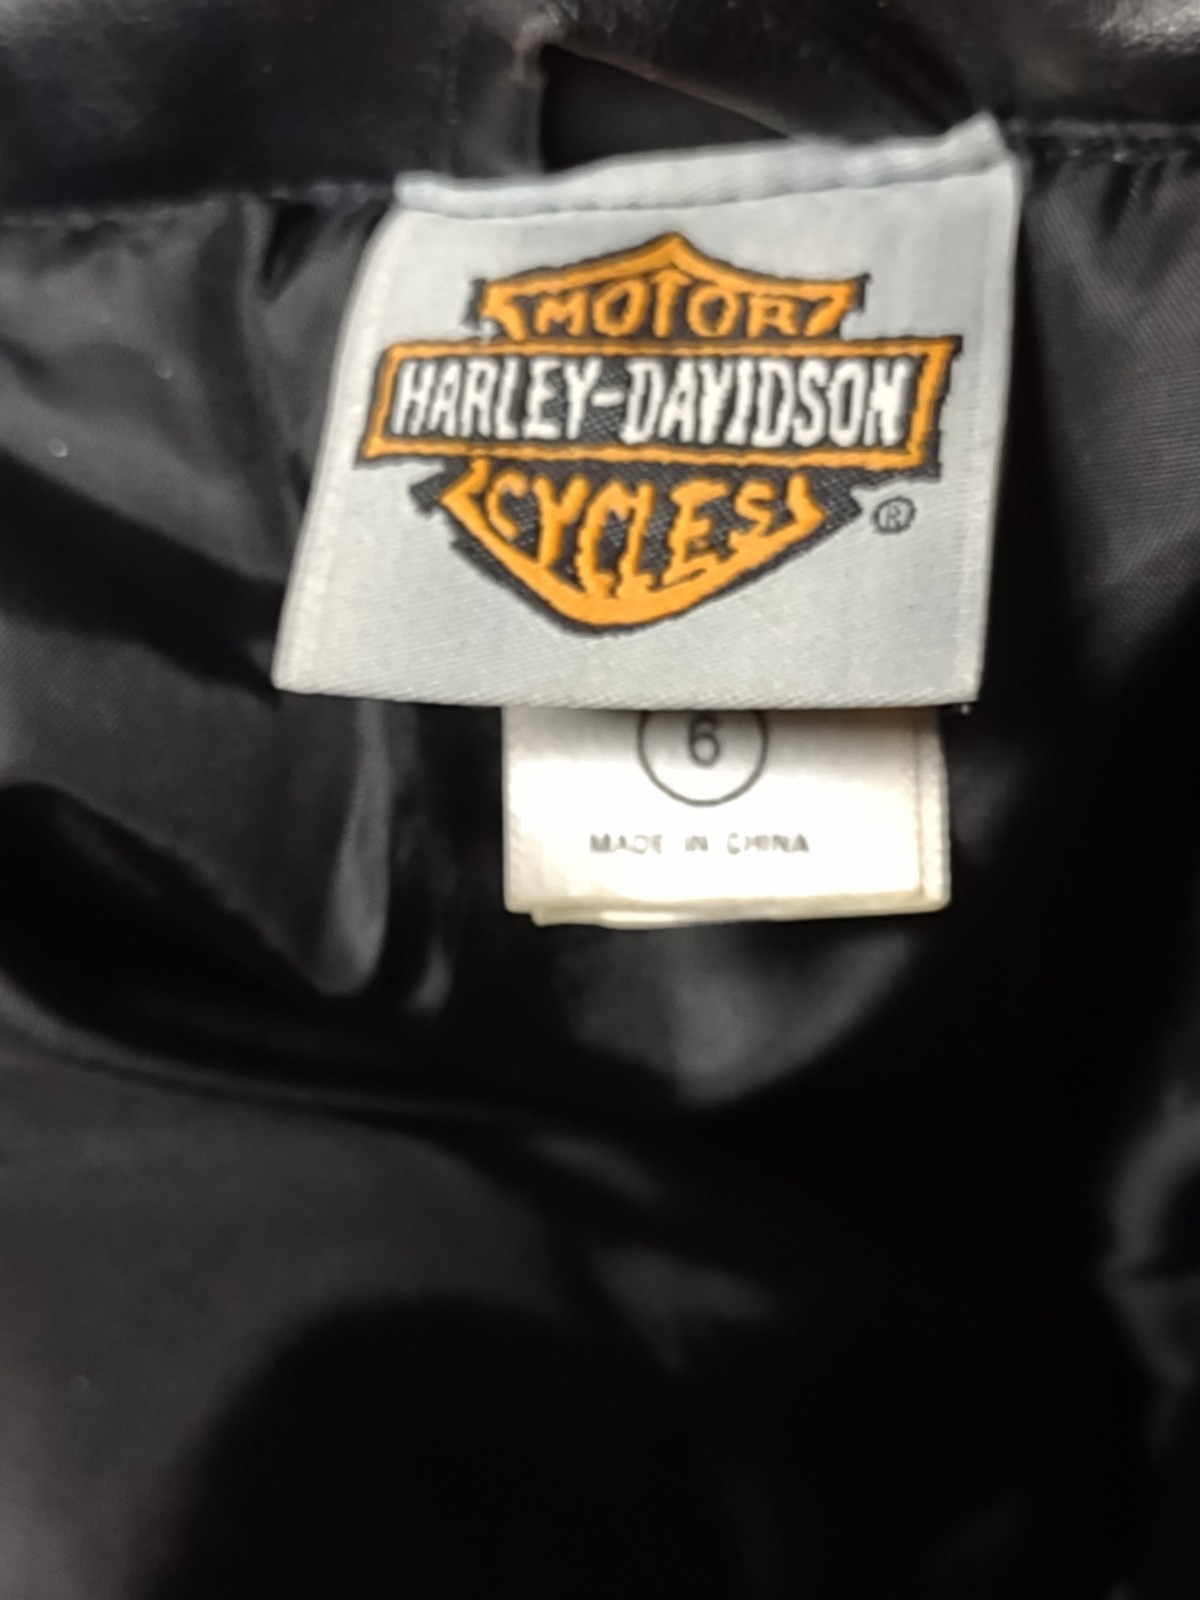 MOTOR
HARLEY-DAVIDSON
CYCLES
®
6
MADE IN CHINA